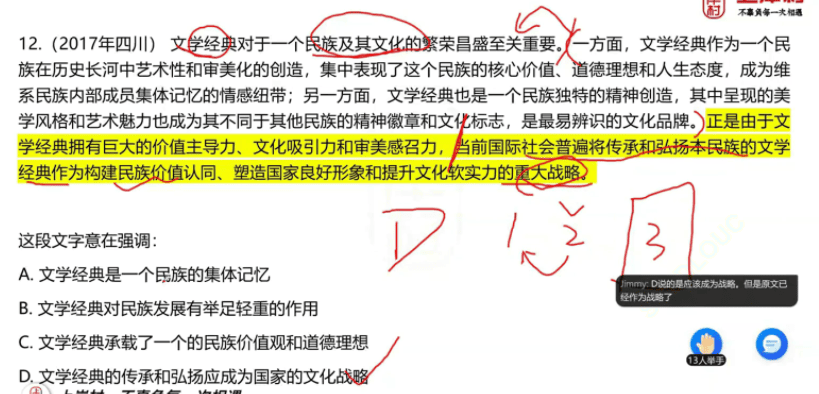 不辜负每一次相遇
12.（2017年四川） 文学经典对于一个民族及其文化的繁荣昌盛至关重要。一方面，文学经典作为一个民
族在历史长河中艺术性和审美化的创造，集中表现了这个民族的核心价值、道德理想和人生态度，成为维
系民族内部成员集体记忆的情感纽带；另一方面，文学经典也是一个民族独特的精神创造，其中呈现的美
学风格和艺术魅力也成为其不同于其他民族的精神徽章和文化标志，是最易辨识的文化品牌。正是由于文
学经典拥有巨大的价值主导力、文化吸引力和审美感召力，当前国际社会普遍将传承和弘扬本民族的文学
经典作为构建民族价值认同、塑造国家良好形象和提升文化软实力的重大战略。
D 1 2 3
这段文字意在强调：
A. 文学经典是一个民族的集体记忆
Jimmy: D说的是应该成为战略，但是原文已
经作为战略了
B. 文学经典对民族发展有举足轻重的作用
C. 文学经典承载了一个的民族价值观和道德理想
13人举手
D. 文学经典的传承和弘扬应成为国家的文化战略